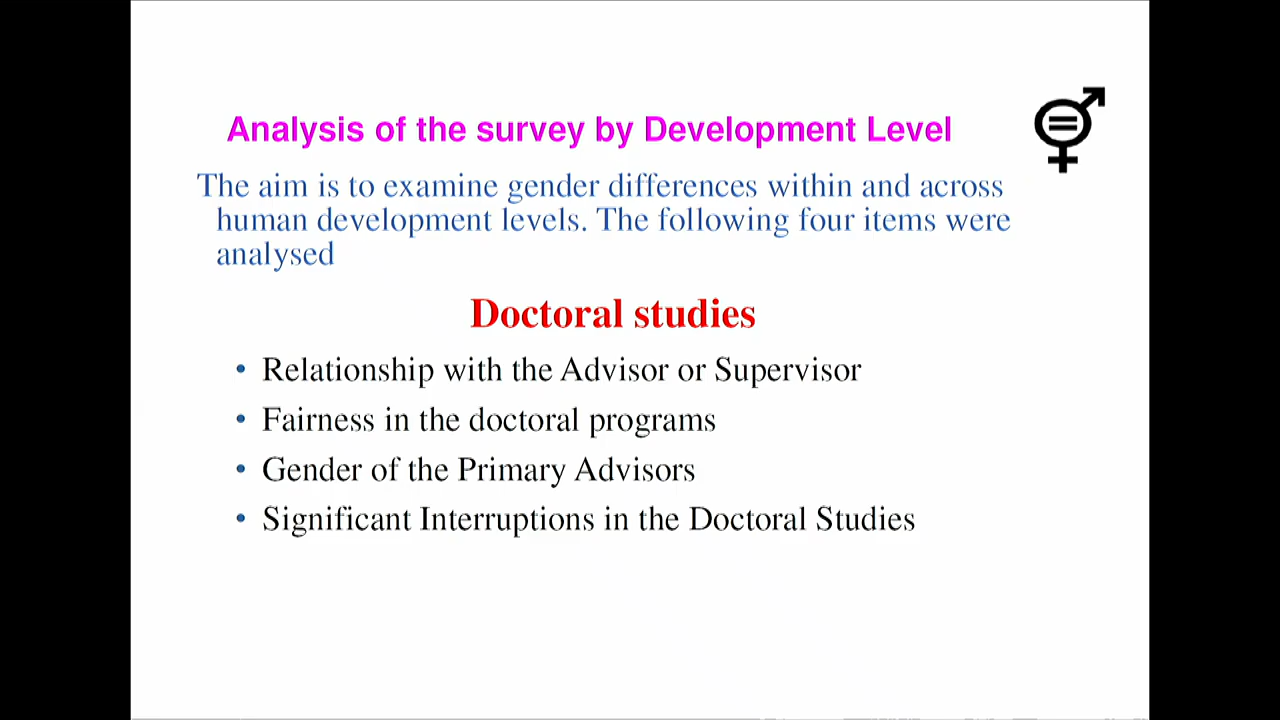 Analysis of the survey by Development Level
The aim is to examine gender differences within and across
human development levels. The following four items were
analysed
Doctoral studies
• Relationship with the Advisor or Supervisor
• Fairness in the doctoral programs
• Gender of the Primary Advisors
• Significant Interruptions in the Doctoral Studies